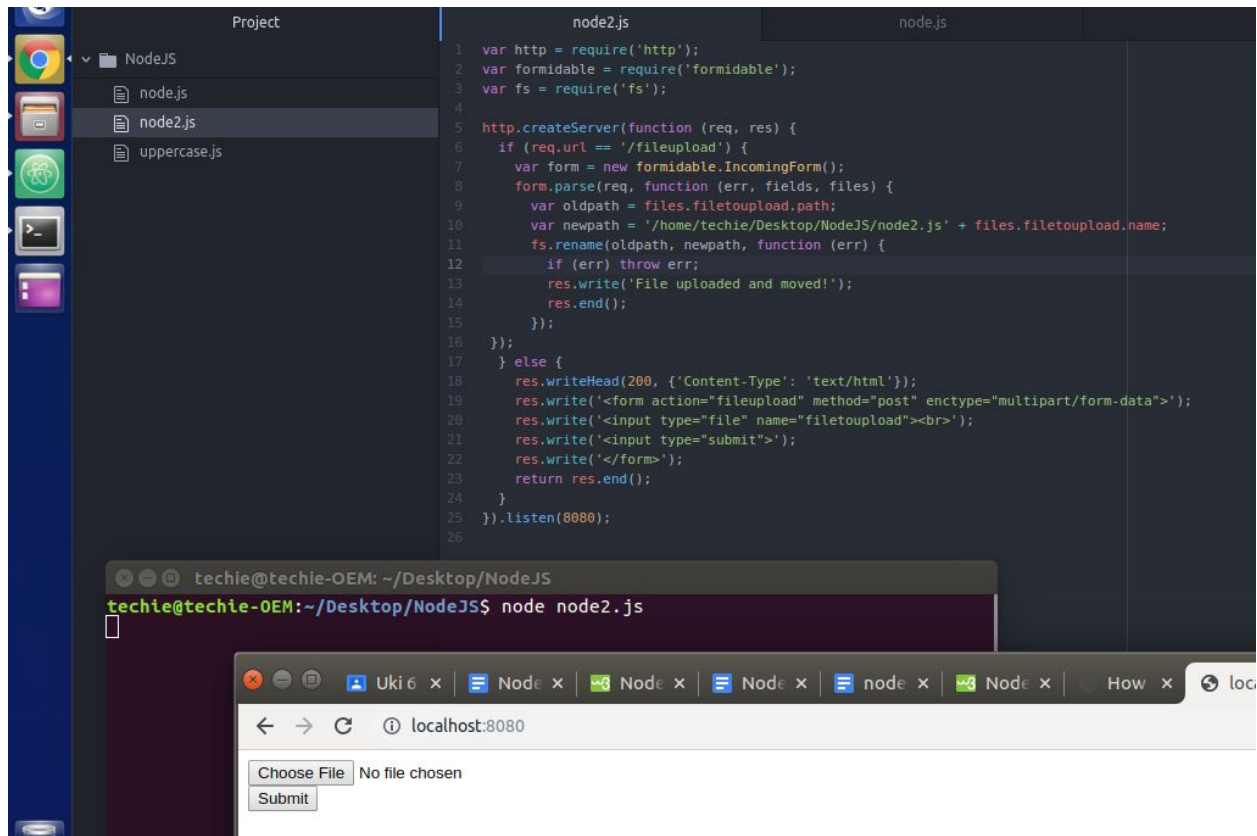 Project
node2.js
node.js
NodeJS
node.js
node2.js
uppercase.js
1 var http = require('http');
2 var formidable = require('formidable');
3 var fs = require('fs');
4
5 http.createServer(function (req, res) {
6 if (req.url == '/fileupload') {
7 var form = new formidable.IncomingForm();
8 form.parse(req, function (err, fields, files) {
9 var oldpath = files.filetoupload.path;
10 var newpath = '/home/techie/Desktop/NodeJS/node2.js' + files.filetoupload.name;
11 fs.rename(oldpath, newpath, function (err) {
12 if (err) throw err;
13 res.write('File uploaded and moved!');
14 res.end();
15 });
16 });
17 } else {
18 res.writeHead(200, {'Content-Type': 'text/html'});
19 res.write('<form action="fileupload" method="post" enctype="multipart/form-data">');
20 res.write('<input type="file" name="filetoupload"><br>');
21 res.write('<input type="submit">');
22 res.write('</form>');
23 return res.end();
24 }
25 }).listen(8080);
26
techie@techie-OEM: ~/Desktop/NodeJS
techie@techie-OEM:~/Desktop/NodeJS$ node node2.js
Uki 6 Node Node Node node Node How loca
localhost:8080
Choose File No file chosen
Submit